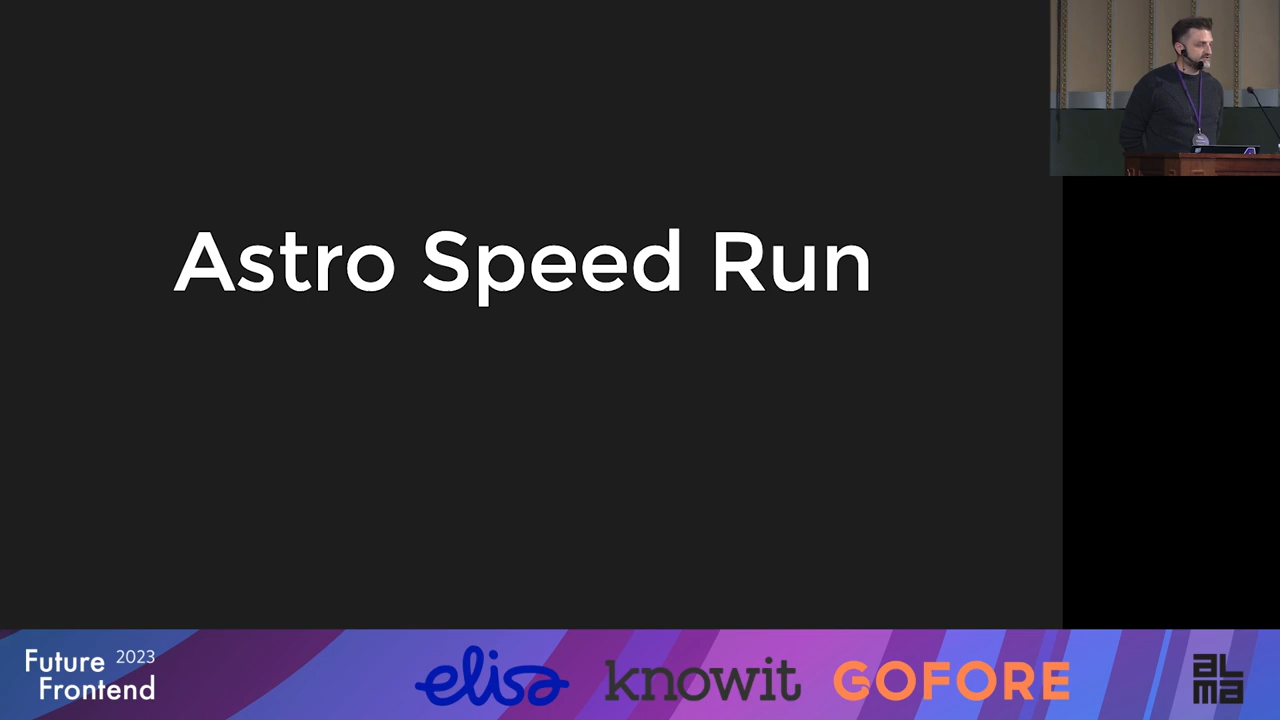 Astro Speed Run
Future 2023
Frontend
elisa
knowit
GOFORE
aL
ma